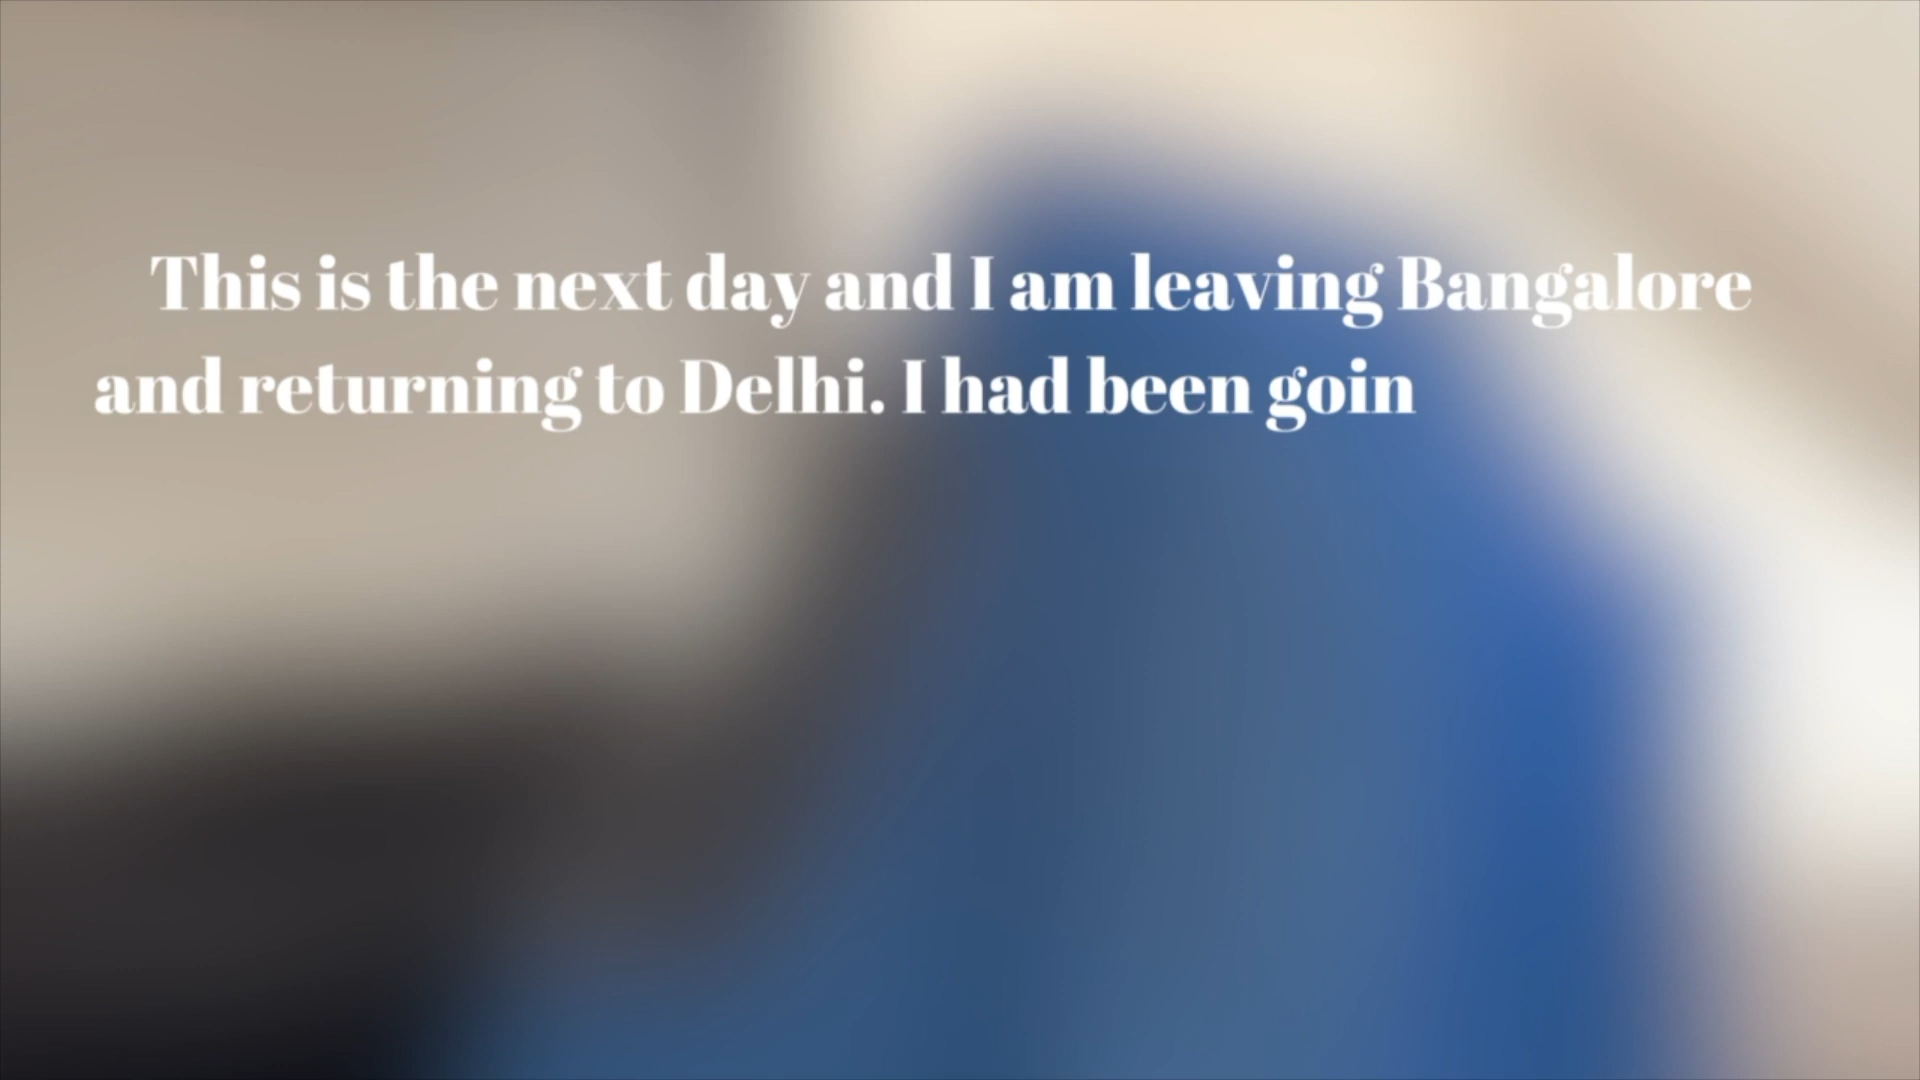 This is the next day and I am leaving Bangalore
and returning to Delhi. I had been goin